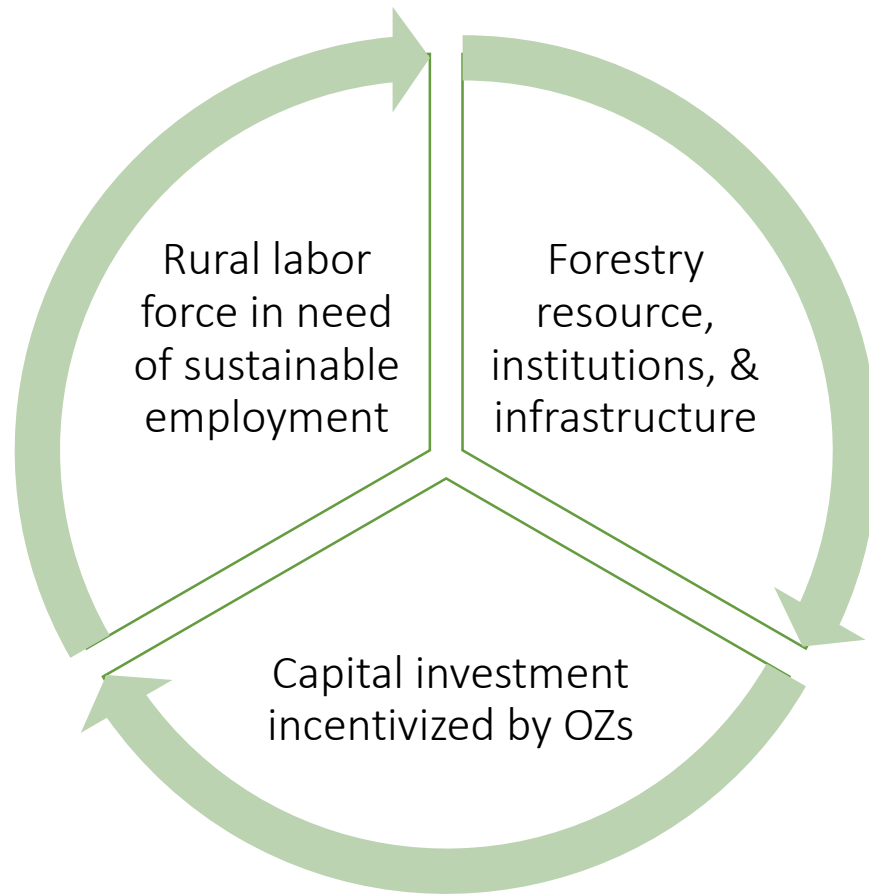 Rural labor
force in need
of sustainable
employment
Forestry
resource,
institutions, &
infrastructure
Capital investment
incentivized by OZs